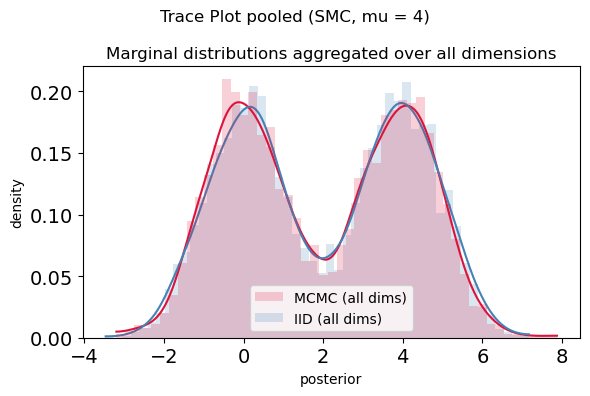 Trace Plot pooled (SMC, mu = 4)
Marginal distributions aggregated over all dimensions
density
0.20
0.15
0.10
0.05
0.00
MCMC (all dims)
IID (all dims)
−4 −2 0 2 4 6 8
posterior